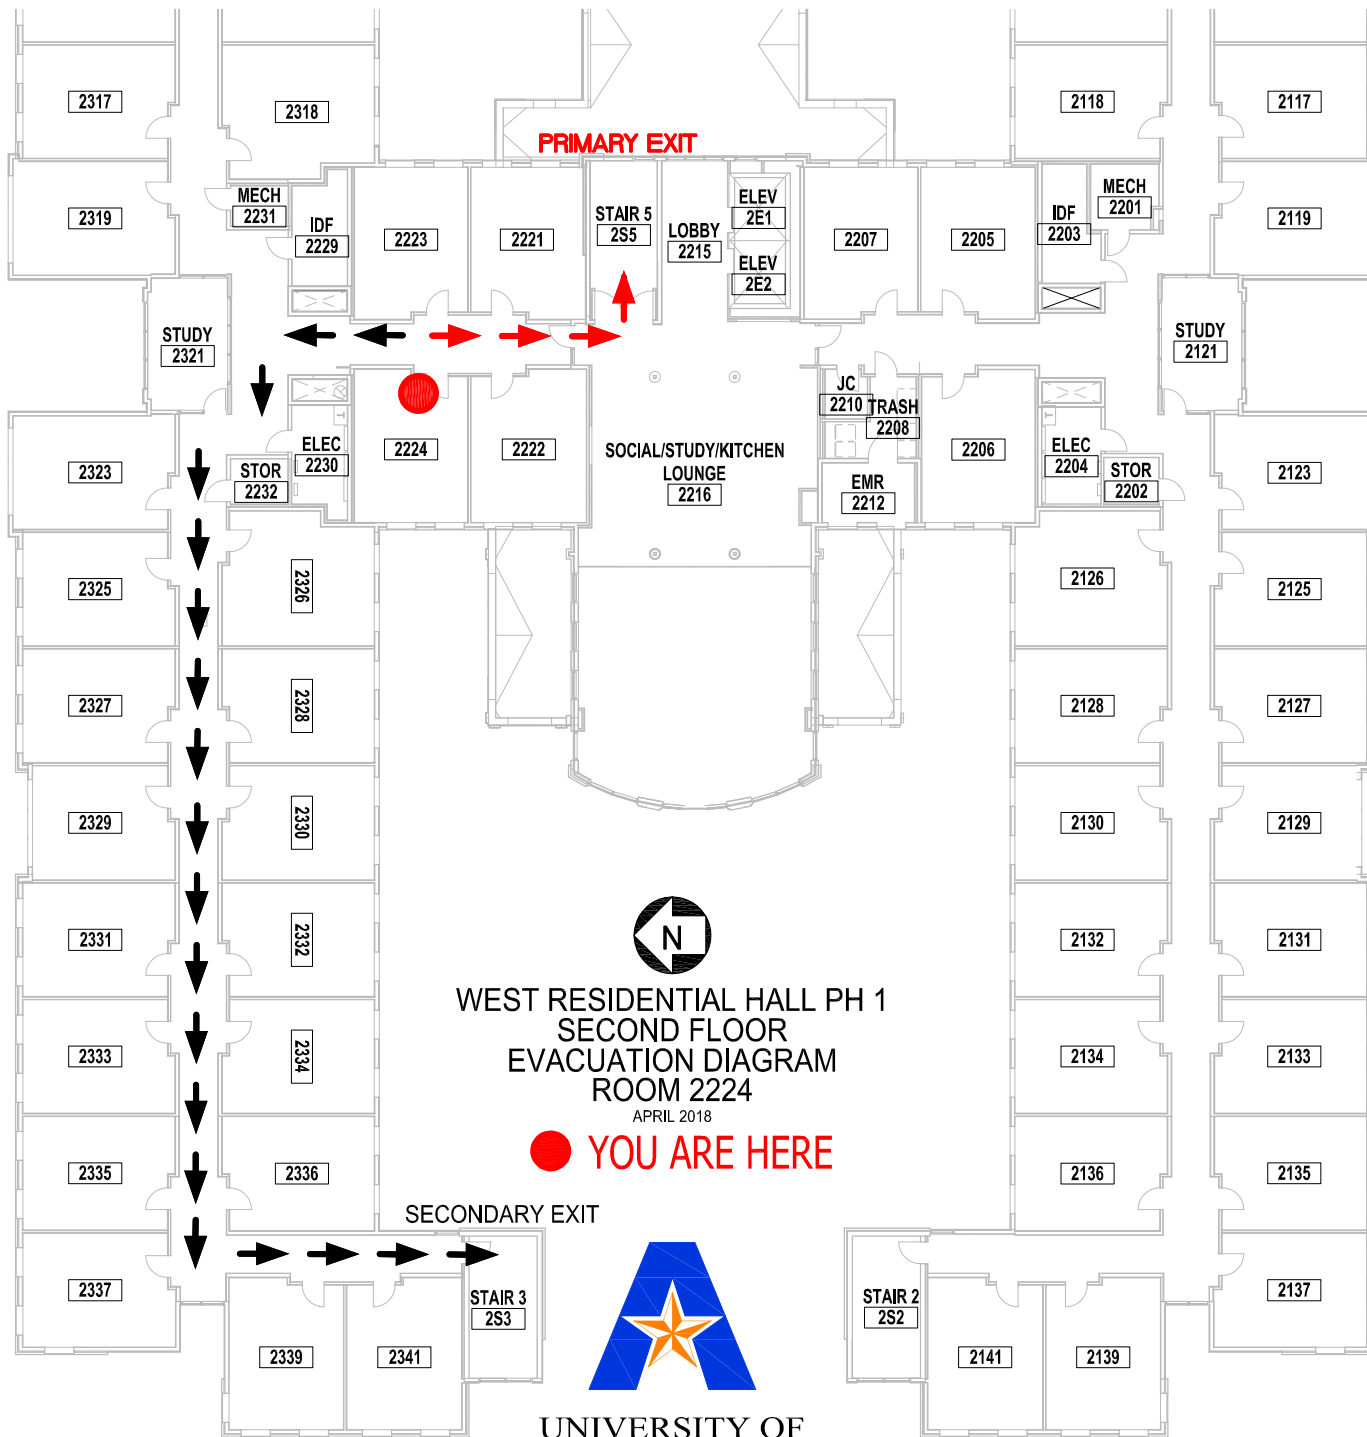 2317
2318
2118
2117
PRIMARY EXIT
MECH
2231
2319
IDF
2229
2223
2221
STAIR 5
2S5
LOBBY
2215
ELEV
2E1
ELEV
2E2
2207
2205
IDF
2203
MECH
2201
2119
STUDY
2321
STUDY
2121
2323
STOR
2232
ELEC
2230
2224
2222
SOCIAL/STUDY/KITCHEN
LOUNGE
2216
JC
2210
TRASH
2208
EMR
2212
2206
ELEC
2204
STOR
2202
2123
2325
2326
2126
2125
2327
2328
2128
2127
2329
2330
2130
2129
2331
2332
2132
2131
N
WEST RESIDENTIAL HALL PH 1
SECOND FLOOR
EVACUATION DIAGRAM
ROOM 2224
APRIL 2018
YOU ARE HERE
2333
2334
2134
2133
2335
2336
2136
2135
SECONDARY EXIT
2337
STAIR 3
2S3
STAIR 2
2S2
2137
2339
2341
2141
2139
UNIVERSITY OF